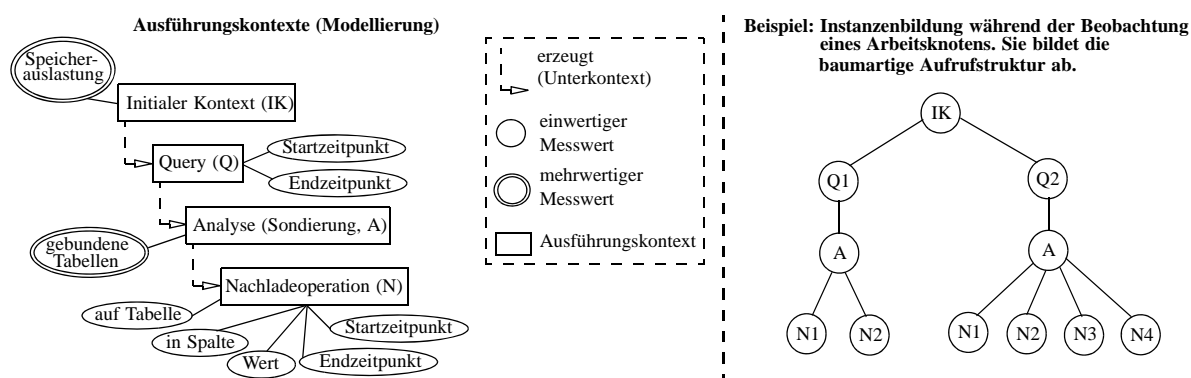 Ausführungskontexte (Modellierung)
Speicher-
auslastung
Initialer Kontext (IK)
Query (Q)
Startzeitpunkt
Endzeitpunkt
Analyse (Sondierung, A)
gebundene
Tabellen
Nachladeoperation (N)
auf Tabelle
in Spalte
Wert
Endzeitpunkt
Startzeitpunkt
erzeugt
(Unterkontext)
einwertiger
Messwert
mehrwertiger
Messwert
Ausführungskontext
Beispiel: Instanzenbildung während der Beobachtung
eines Arbeitsknotens. Sie bildet die
baumartige Aufrufstruktur ab.
IK
Q1
Q2
A
A
N1
N2
N1
N2
N3
N4